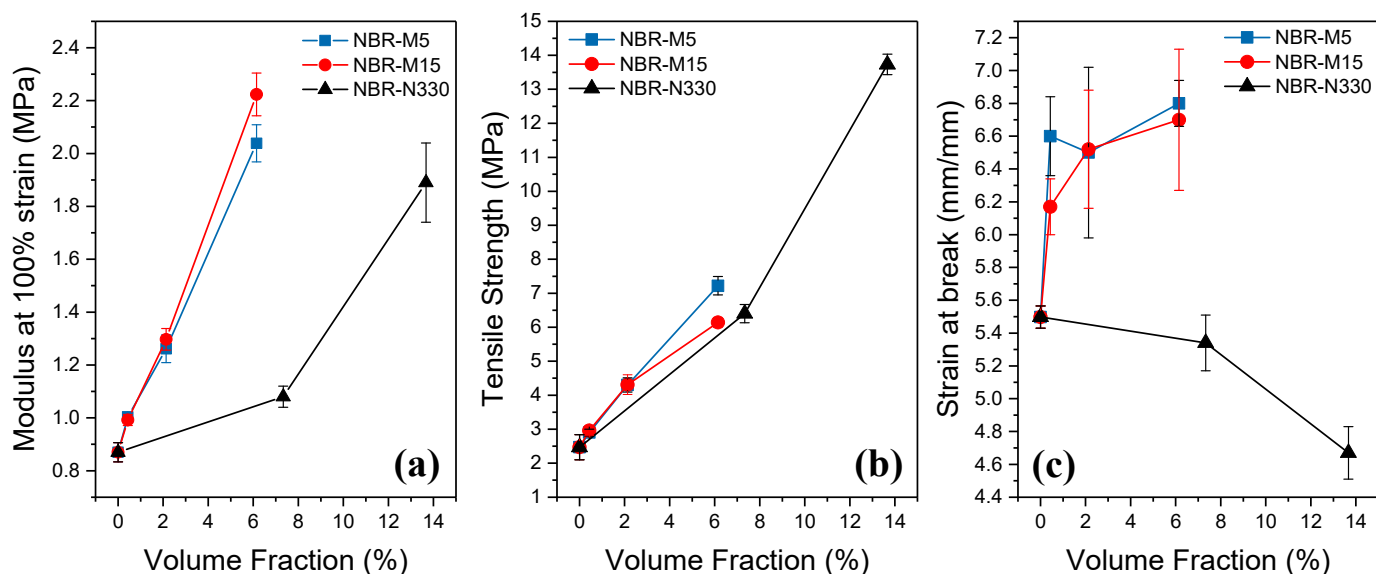 Modulus at 100% strain (MPa)
2.4
2.2
2.0
1.8
1.6
1.4
1.2
1.0
0.8
NBR-M5
NBR-M15
NBR-N330
(a)
0 2 4 6 8 10 12 14
Volume Fraction (%)
Tensile Strength (MPa)
15
14
13
12
11
10
9
8
7
6
5
4
3
2
1
NBR-M5
NBR-M15
NBR-N330
(b)
0 2 4 6 8 10 12 14
Volume Fraction (%)
Strain at break (mm/mm)
7.2
7.0
6.8
6.6
6.4
6.2
6.0
5.8
5.6
5.4
5.2
5.0
4.8
4.6
4.4
NBR-M5
NBR-M15
NBR-N330
(c)
0 2 4 6 8 10 12 14
Volume Fraction (%)